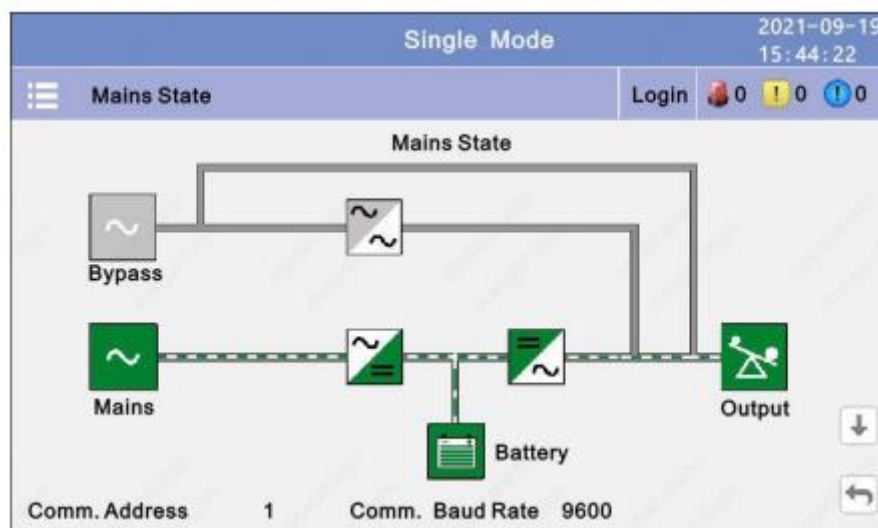 Single Mode
2021-09-19
15:44:22
Mains State
Login 0 ! 0 ! 0
Mains State
Bypass
Mains
Output
Battery
Comm. Address 1 Comm. Baud Rate 9600